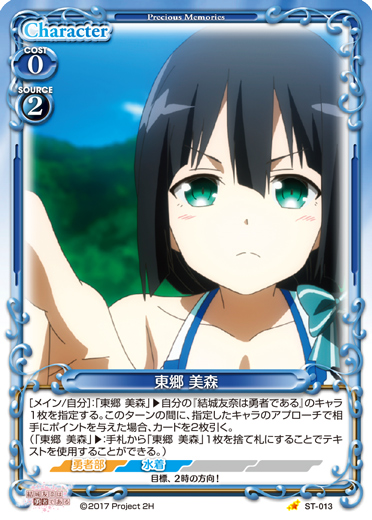 Precious Memories
Character
COST
0
SOURCE
2
東郷 美森
[メイン/自分]:「東郷 美森」▶自分の『結城友奈は勇者である』のキャラ
1枚を指定する。このターンの間に、指定したキャラのアプローチで相
手にポイントを与えた場合、カードを2枚引く。
(「東郷 美森」▶:手札から「東郷 美森」1枚を捨て札にすることでテキ
ストを使用することができる。)
勇者部 水着
目標、2時の方向!
結城友奈は
勇者である
©2017 Project 2H
ST-013